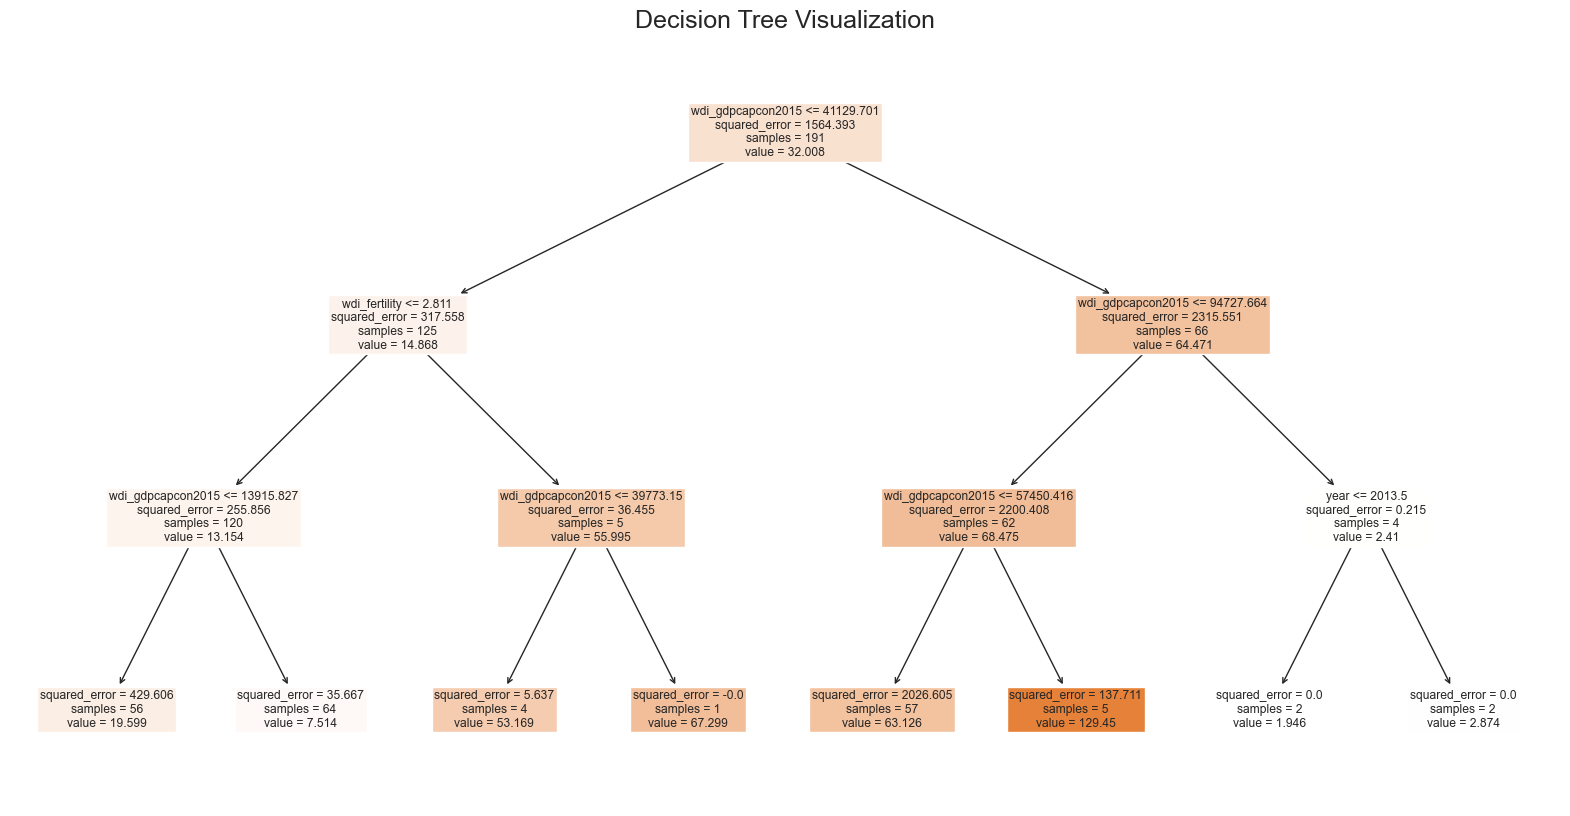 Decision Tree Visualization
wdi_gdpcapcon2015 <= 41129.701
squared_error = 1564.393
samples = 191
value = 32.008
wdi_fertility <= 2.811
squared_error = 317.558
samples = 125
value = 14.868
wdi_gdpcapcon2015 <= 94727.664
squared_error = 2315.551
samples = 66
value = 64.471
wdi_gdpcapcon2015 <= 13915.827
squared_error = 255.856
samples = 120
value = 13.154
wdi_gdpcapcon2015 <= 39773.15
squared_error = 36.455
samples = 5
value = 55.995
wdi_gdpcapcon2015 <= 57450.416
squared_error = 2200.408
samples = 62
value = 68.475
year <= 2013.5
squared_error = 0.215
samples = 4
value = 2.41
squared_error = 429.606
samples = 56
value = 19.599
squared_error = 35.667
samples = 64
value = 7.514
squared_error = 5.637
samples = 4
value = 53.169
squared_error = -0.0
samples = 1
value = 67.299
squared_error = 2026.605
samples = 57
value = 63.126
squared_error = 137.711
samples = 5
value = 129.45
squared_error = 0.0
samples = 2
value = 1.946
squared_error = 0.0
samples = 2
value = 2.874